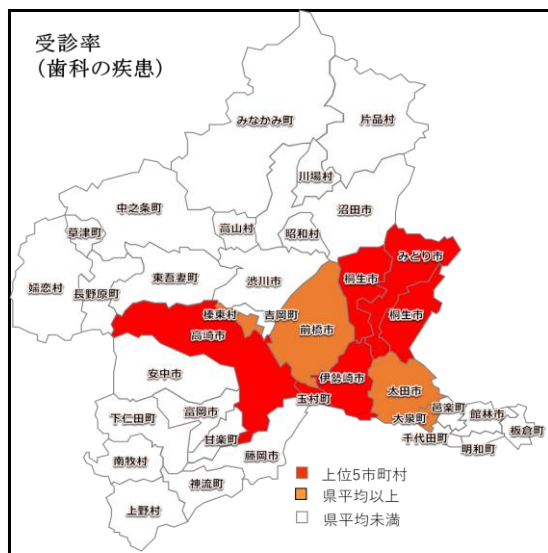 受診率
(歯科の疾患)
みなかみ町
片品村
川場村
中之条町
沼田市
草津町
高山村
昭和村
みどり市
嬬恋村
東吾妻町
渋川市
桐生市
長野原町
榛東村
吉岡町
桐生市
高崎市
前橋市
安中市
伊勢崎市
太田市
玉村町
邑楽町
下仁田町
富岡市
大泉町
館林市
板倉町
甘楽町
千代田町
明和町
南牧村
藤岡市
神流町
上野村
上位5市町村
県平均以上
県平均未満